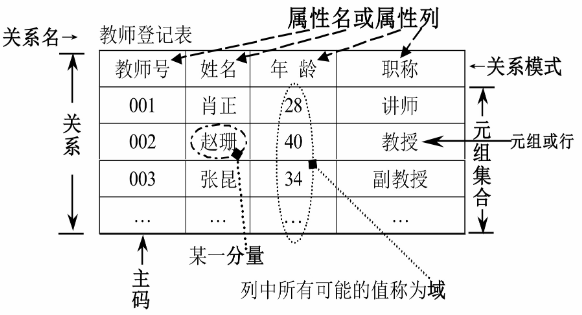 属性名或属性列
关系名→ 教师登记表
教师号 姓名 年 龄 职称 ←关系模式
001 肖正 28 讲师
002 赵珊 40 教授 元组或行
003 张昆 34 副教授
… … … …
关系
元组集合
主码
某一分量
列中所有可能的值称为域